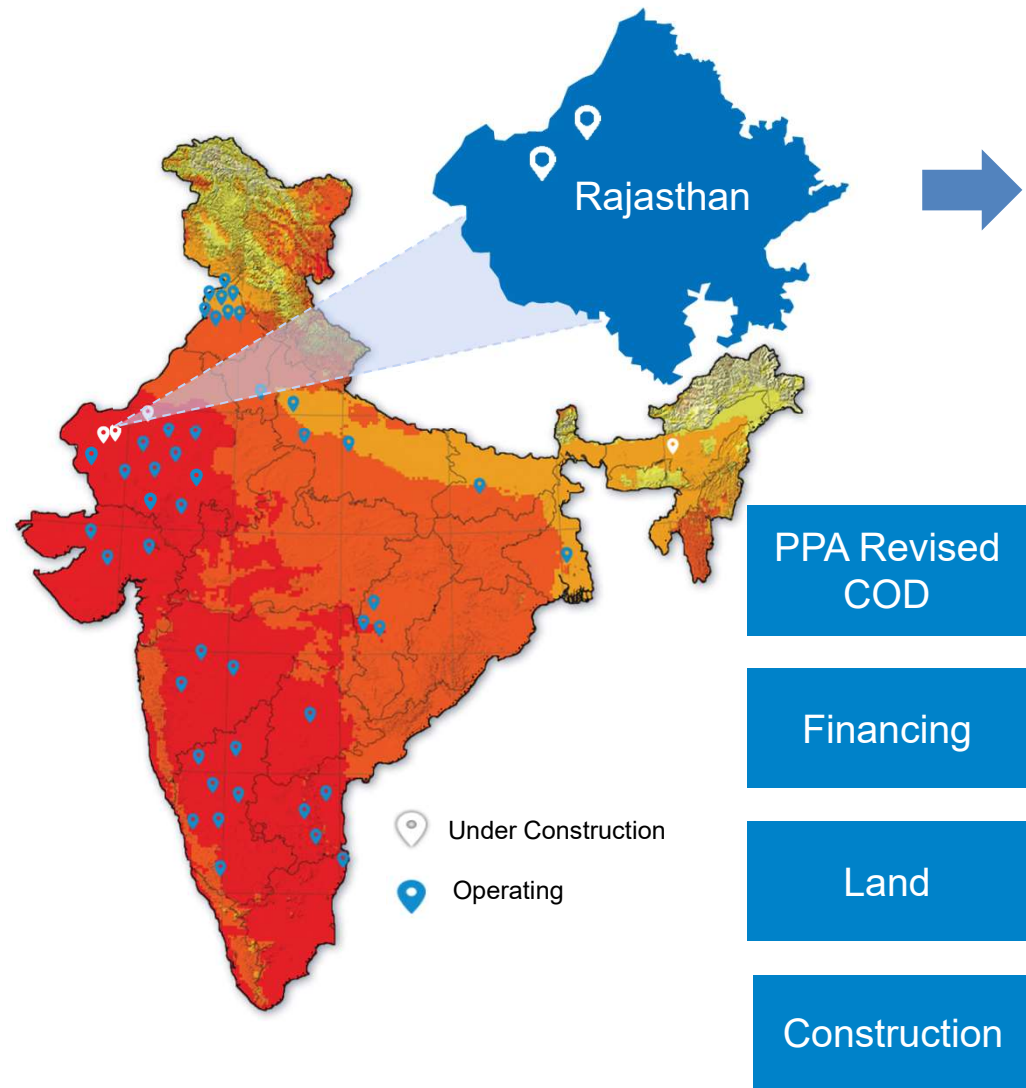 Rajasthan
PPA Revised
COD
Financing
Under Construction
Land
Operating
Construction